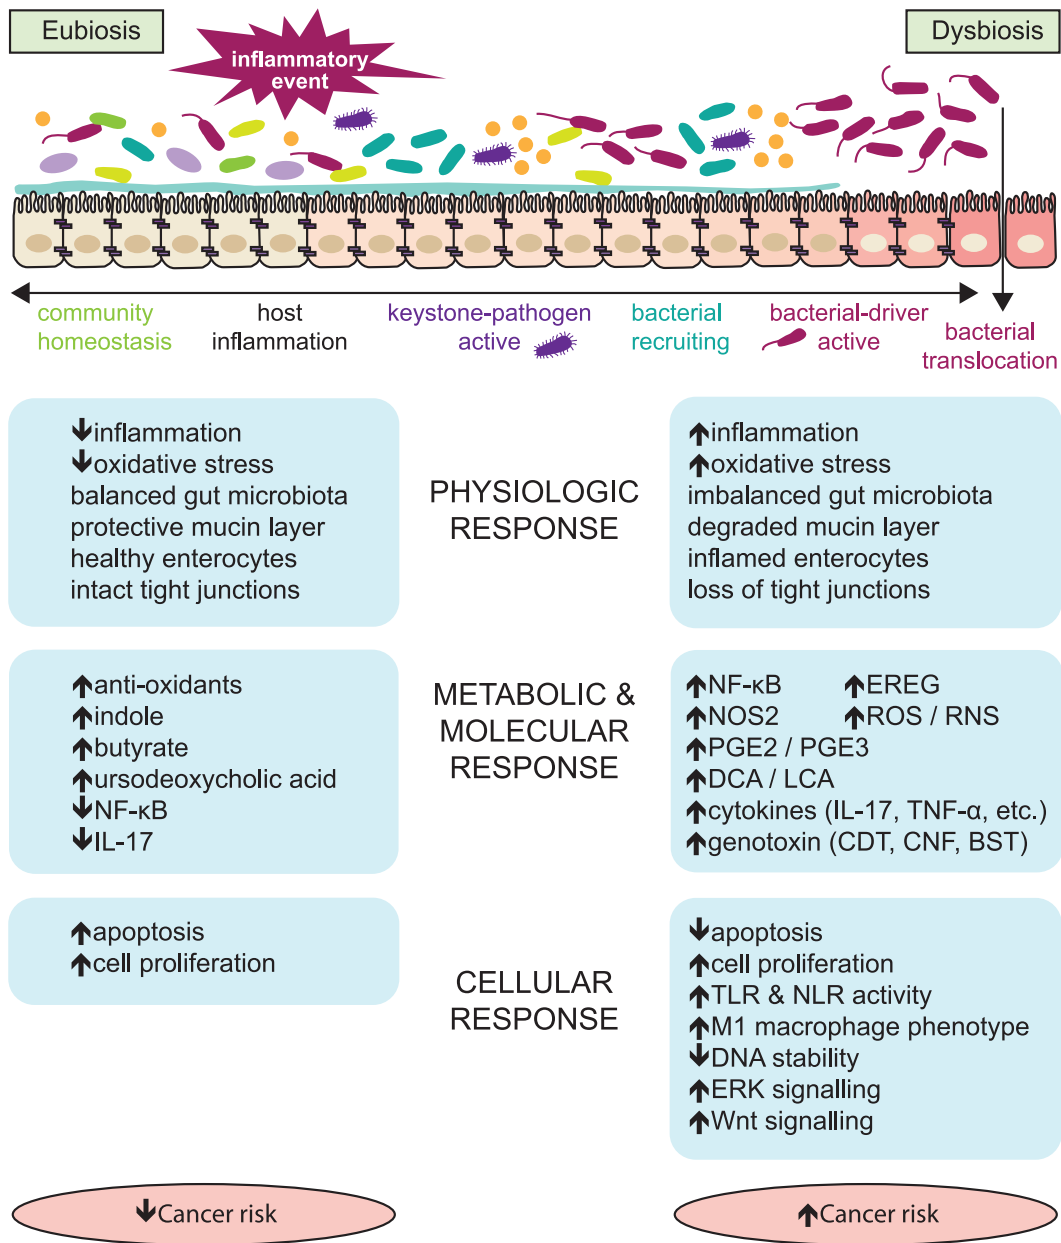 Eubiosis
inflammatory
event
Dysbiosis
community
homeostasis
host
inflammation
keystone-pathogen
active
bacterial
recruiting
bacterial-driver
active
bacterial
translocation
↓inflammation
↓oxidative stress
balanced gut microbiota
protective mucin layer
healthy enterocytes
intact tight junctions
PHYSIOLOGIC
RESPONSE
↑inflammation
↑oxidative stress
imbalanced gut microbiota
degraded mucin layer
inflamed enterocytes
loss of tight junctions
↑anti-oxidants
↑indole
↑butyrate
↑ursodeoxycholic acid
↓NF-κB
↓IL-17
METABOLIC &
MOLECULAR
RESPONSE
↑NF-κB ↑EREG
↑NOS2 ↑ROS / RNS
↑PGE2 / PGE3
↑DCA / LCA
↑cytokines (IL-17, TNF-α, etc.)
↑genotoxin (CDT, CNF, BST)
↑apoptosis
↑cell proliferation
CELLULAR
RESPONSE
↓apoptosis
↑cell proliferation
↑TLR & NLR activity
↑M1 macrophage phenotype
↓DNA stability
↑ERK signalling
↑Wnt signalling
↓Cancer risk
↑Cancer risk